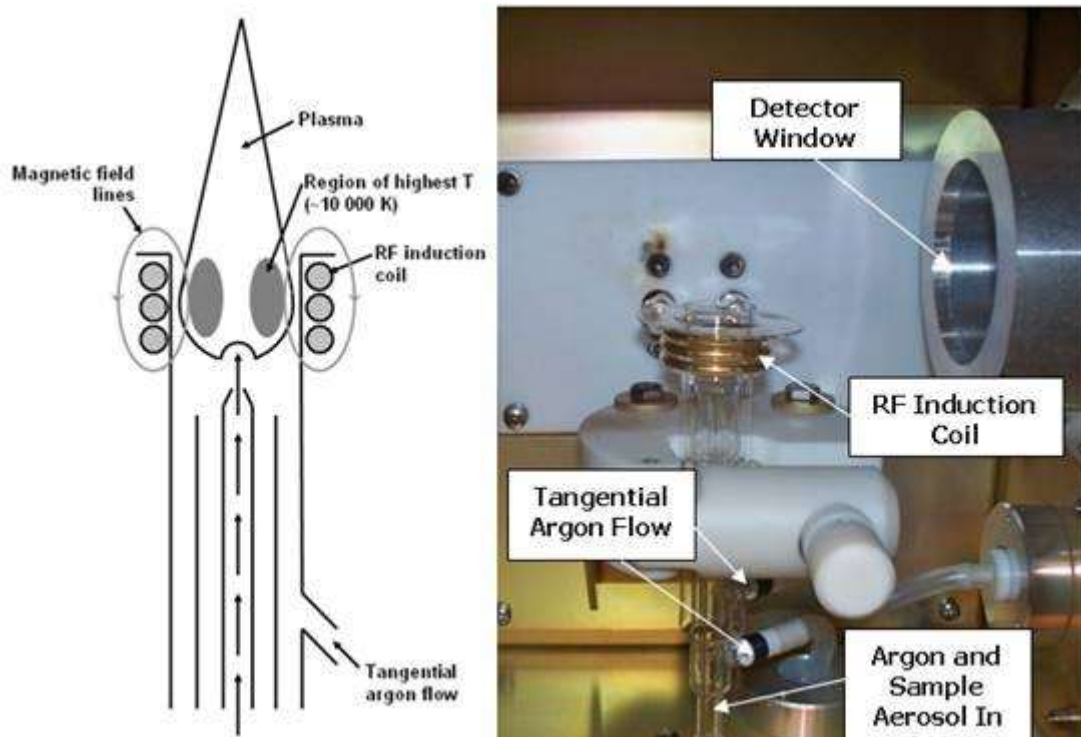 Plasma
Magnetic field
lines
Region of highest T
(~10 000 K)
RF induction
coil
Tangential
argon flow
Detector
Window
RF Induction
Coil
Tangential
Argon Flow
Argon and
Sample
Aerosol In